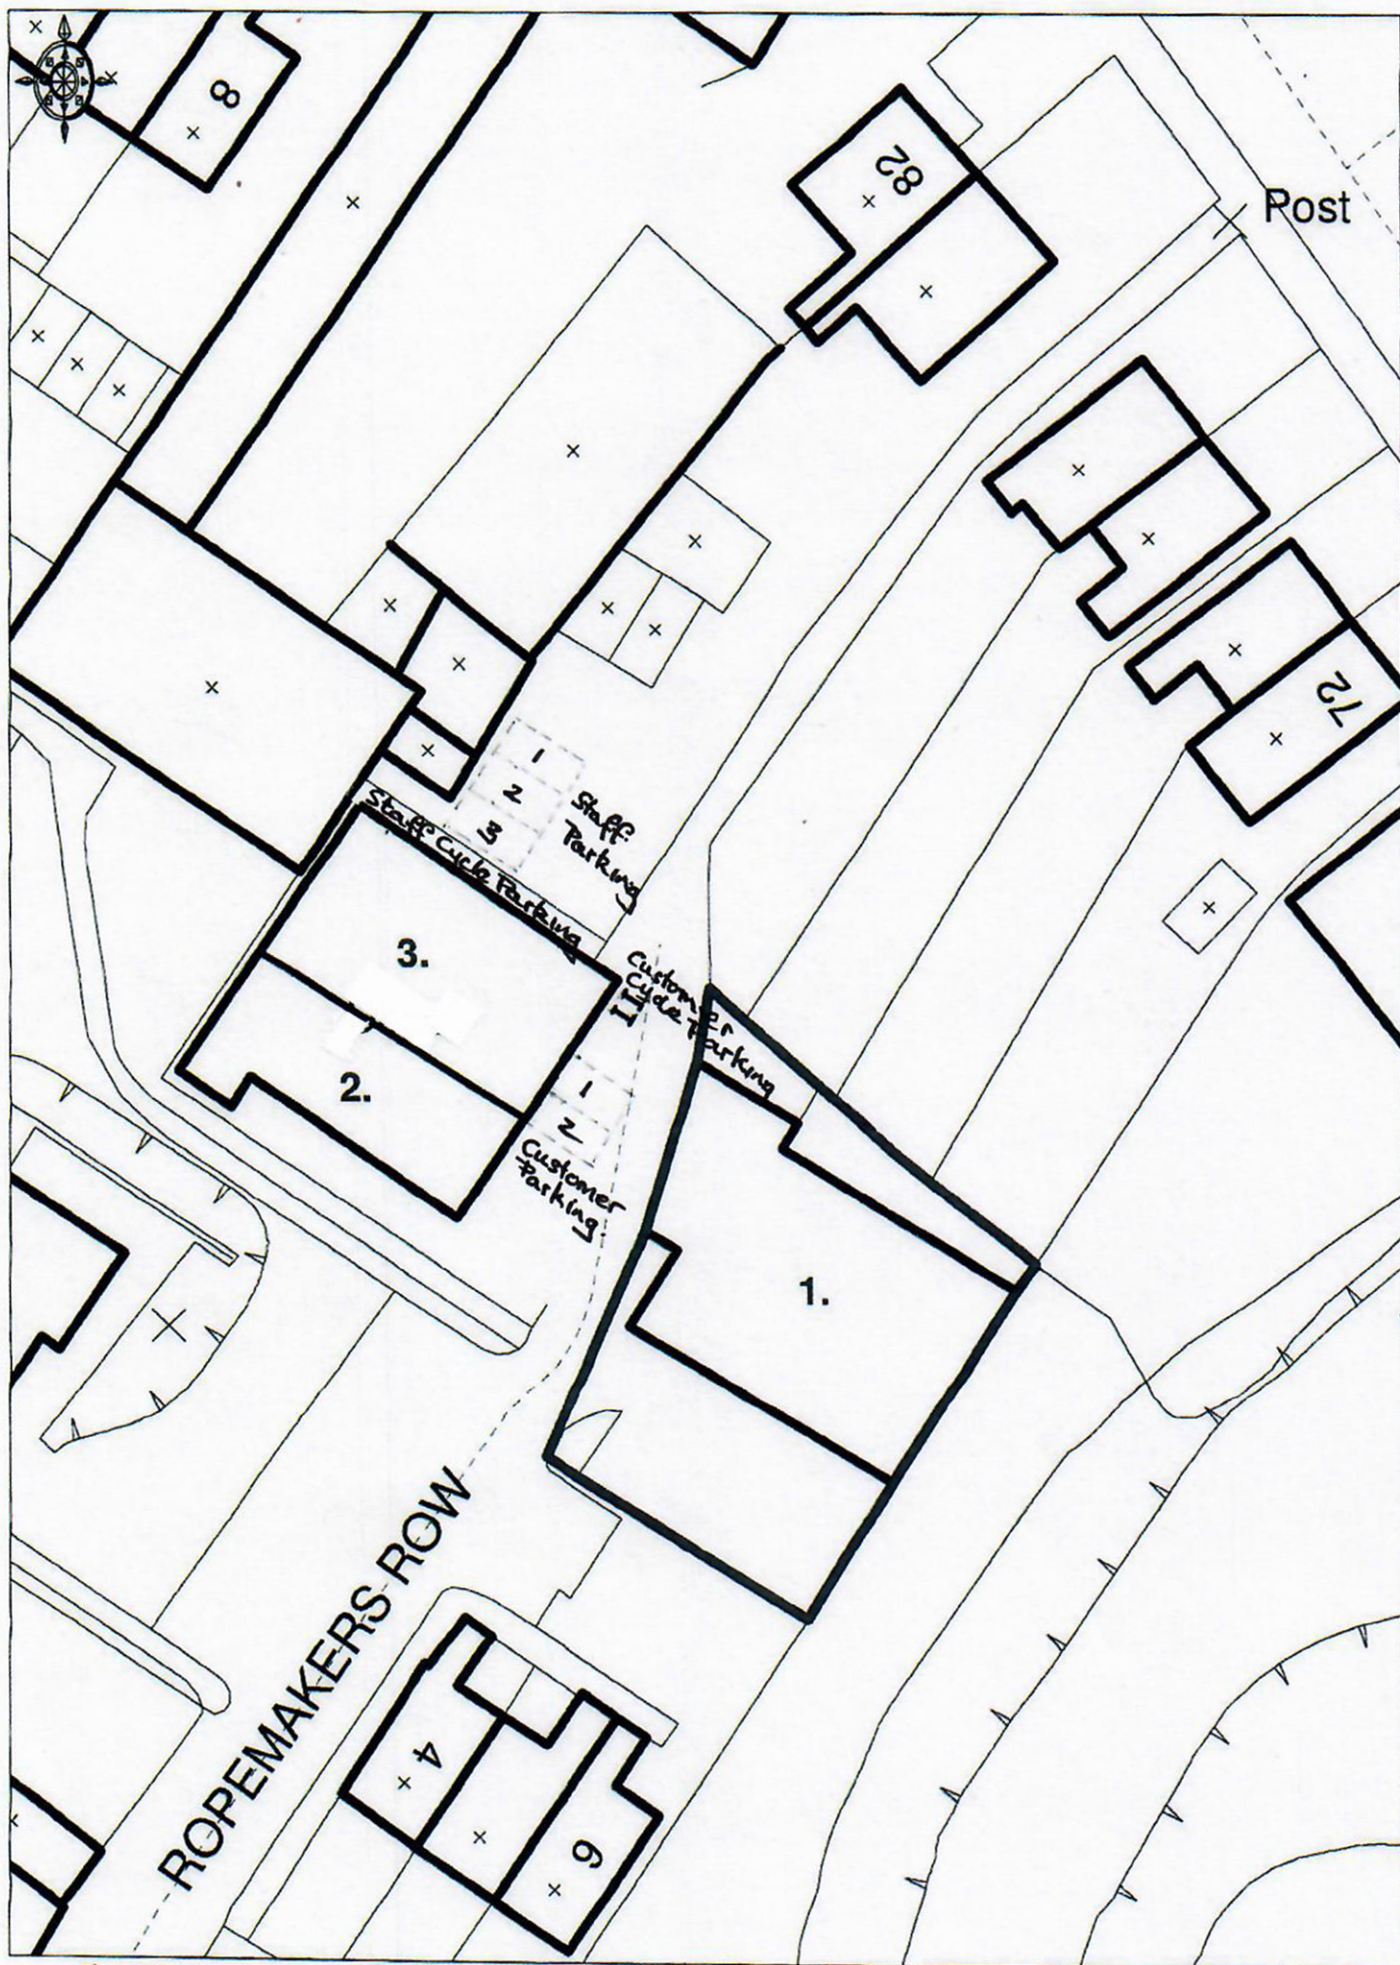 8
82
Post
72
1
2
3
Staff
Parking
Staff Cycle Parking
3.
Customer
Cycle Parking
2.
1
2
Customer
Parking
1.
ROPEMAKERS ROW
4
6